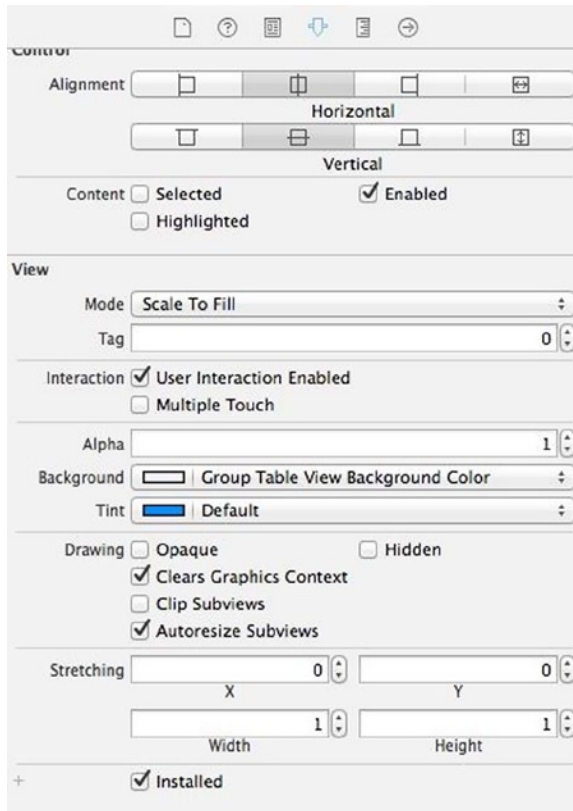 Control
Alignment
Horizontal
Vertical
Content Selected Enabled
Highlighted
View
Mode Scale To Fill
Tag 0
Interaction User Interaction Enabled
Multiple Touch
Alpha 1
Background Group Table View Background Color
Tint Default
Drawing Opaque Hidden
Clears Graphics Context
Clip Subviews
Autoresize Subviews
Stretching 0 0
X Y
1 1
Width Height
+ Installed